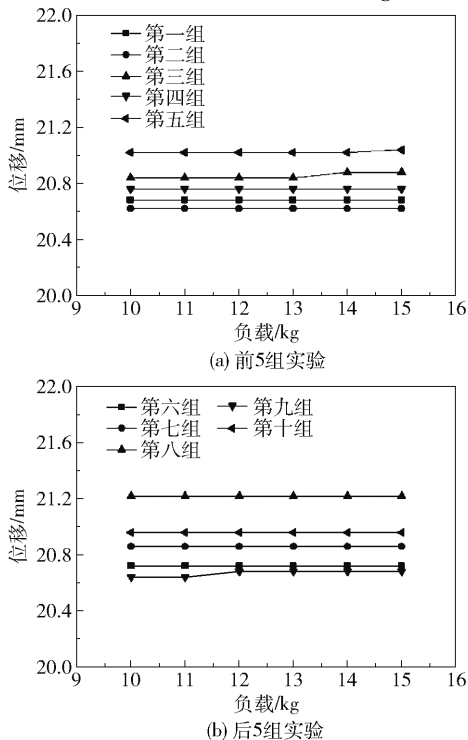 22.0
第一组
第二组
21.6
第三组
第四组
21.2
第五组
20.8
20.4
20.0
位移/mm
9 10 11 12 13 14 15 16
负载/kg
(a) 前5组实验
22.0
第六组 第九组
第七组 第十组
21.6
第八组
21.2
20.8
20.4
20.0
位移/mm
9 10 11 12 13 14 15 16
负载/kg
(b) 后5组实验